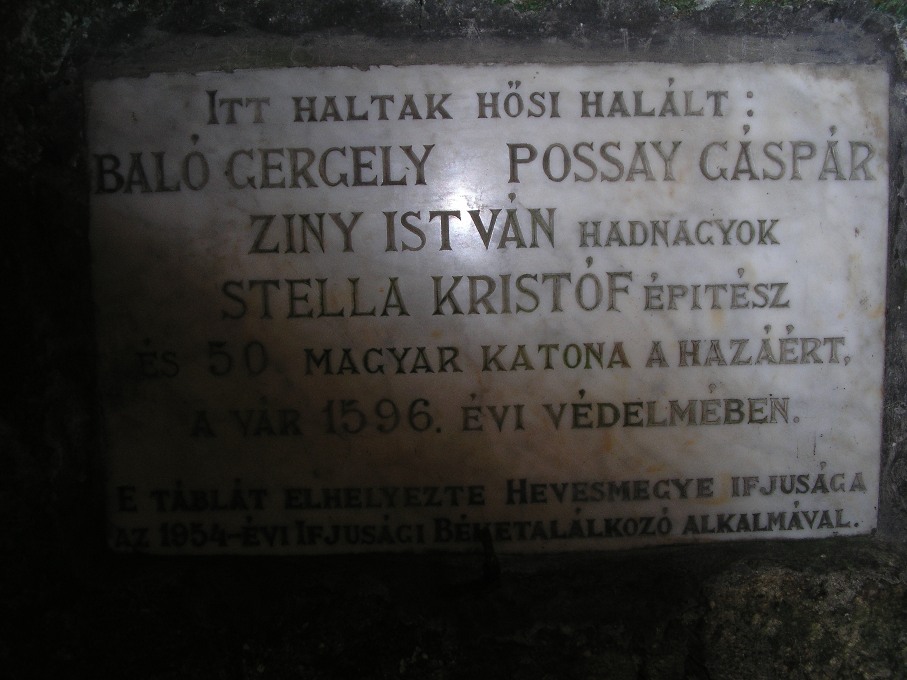 ITT HALTAK HŐSI HALÁLT:
BALÓ GERGELY POSSAY GÁSPÁR
ZINY ISTVÁN HADNAGYOK
STELLA KRISTÓF ÉPITÉSZ
ÉS 50 MAGYAR KATONA A HAZÁÉRT,
A VÁR 1596. ÉVI VÉDELMÉBEN.
E TÁBLÁT ELHELYEZTE HEVESMEGYE IFJUSÁGA
AZ 1954-ÉVI IFJUSÁGI BÉKETALÁLKOZÓ ALKALMÁVAL.